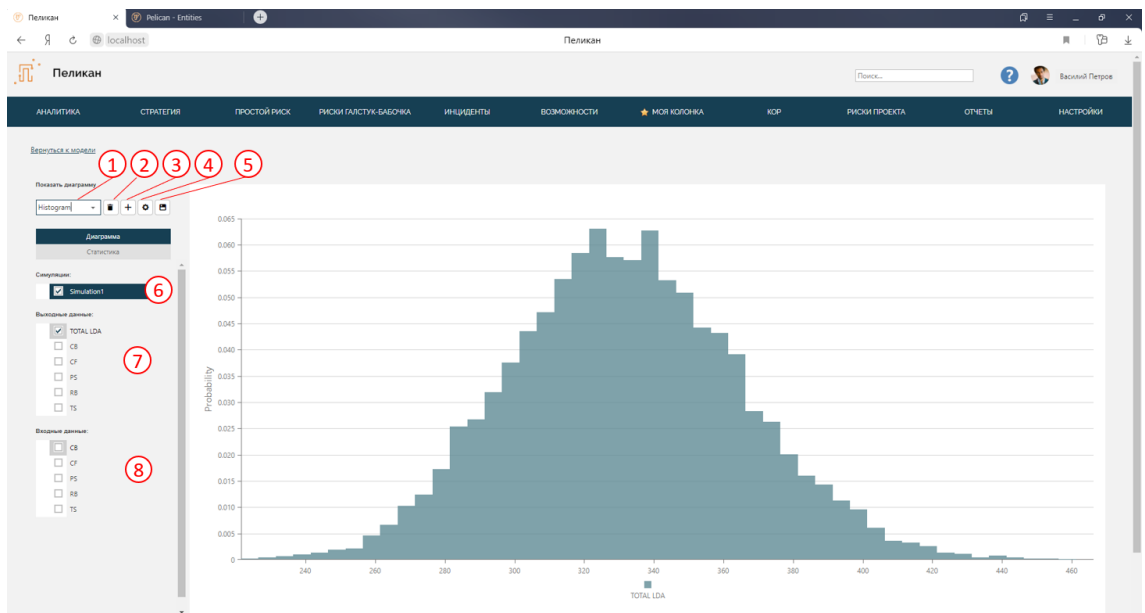 Пеликан
Pelican - Entities
localhost
Пеликан
Пеликан
Поиск...
Василий Петров
АНАЛИТИКА СТРАТЕГИЯ ПРОСТОЙ РИСК РИСКИ ГАЛСТУК-БАБОЧКА ИНЦИДЕНТЫ ВОЗМОЖНОСТИ МОЯ КОЛОНКА КОР РИСКИ ПРОЕКТА ОТЧЕТЫ НАСТРОЙКИ
Вернуться к модели
1 2 3 4 5
Показать диаграмму
Histogram
Диаграмма
Статистика
Симуляции:
Simulation1
6
Выходные данные:
TOTAL LDA
CB
CF
PS
RB
TS
7
Входные данные:
CB
CF
PS
RB
TS
8
Probability
0.065
0.060
0.055
0.050
0.045
0.040
0.035
0.030
0.025
0.020
0.015
0.010
0.005
0
240 260 280 300 320 340 360 380 400 420 440 460
TOTAL LDA